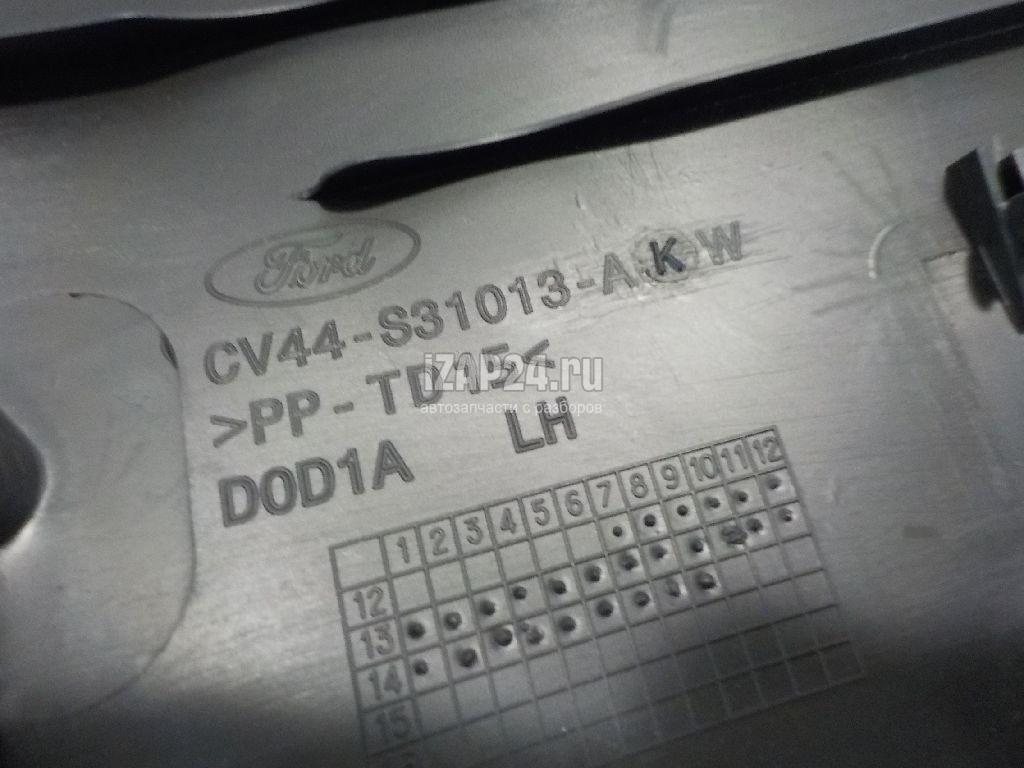 Ford
CV44-S31013-AKW
>PP-TD15<
iZAP24.ru
автозапчасти с разборов
D0D1A LH
1 2 3 4 5 6 7 8 9 10 11 12
12
13
14
15